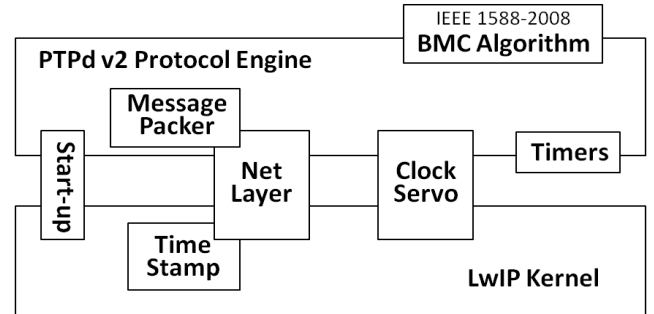 IEEE 1588-2008
BMC Algorithm
PTPd v2 Protocol Engine
Message
Packer
Start-up
Net
Layer
Clock
Servo
Timers
Time
Stamp
LwIP Kernel